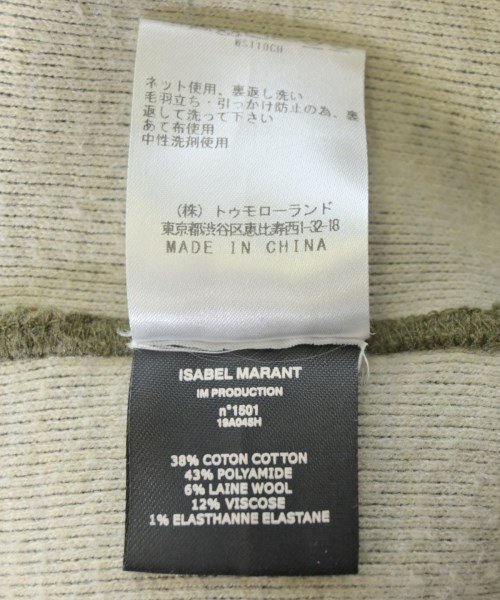 ネット使用、裏返し洗い
毛羽立ち・引っかけ防止の為、裏
返して洗って下さい
あて布使用
中性洗剤使用
(株)トゥモローランド
東京都渋谷区恵比寿西1-32-18
MADE IN CHINA
ISABEL MARANT
IM PRODUCTION
n°1501
19A046H
38% COTON COTTON
43% POLYAMIDE
6% LAINE WOOL
12% VISCOSE
1% ELASTHANNE ELASTANE